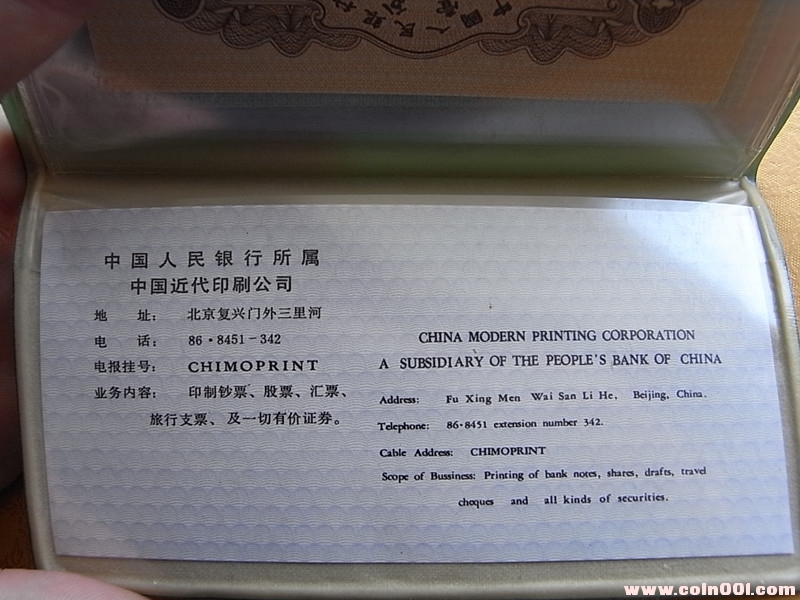 中国人民银行所属
中国近代印刷公司
地 址： 北京复兴门外三里河
电 话： 86·8451－342
电报挂号： CHIMOPRINT
业务内容： 印制钞票、股票、汇票、
旅行支票、及一切有价证券。
CHINA MODERN PRINTING CORPORATION
A SUBSIDIARY OF THE PEOPLE'S BANK OF CHINA
Address: Fu Xing Men Wai San Li He, Beijing, China.
Telephone: 86·8451 extension number 342.
Cable Address: CHIMOPRINT
Scope of Bussiness: Printing of bank notes, shares, drafts, travel
cheques and all kinds of securities.
www.coin001.com